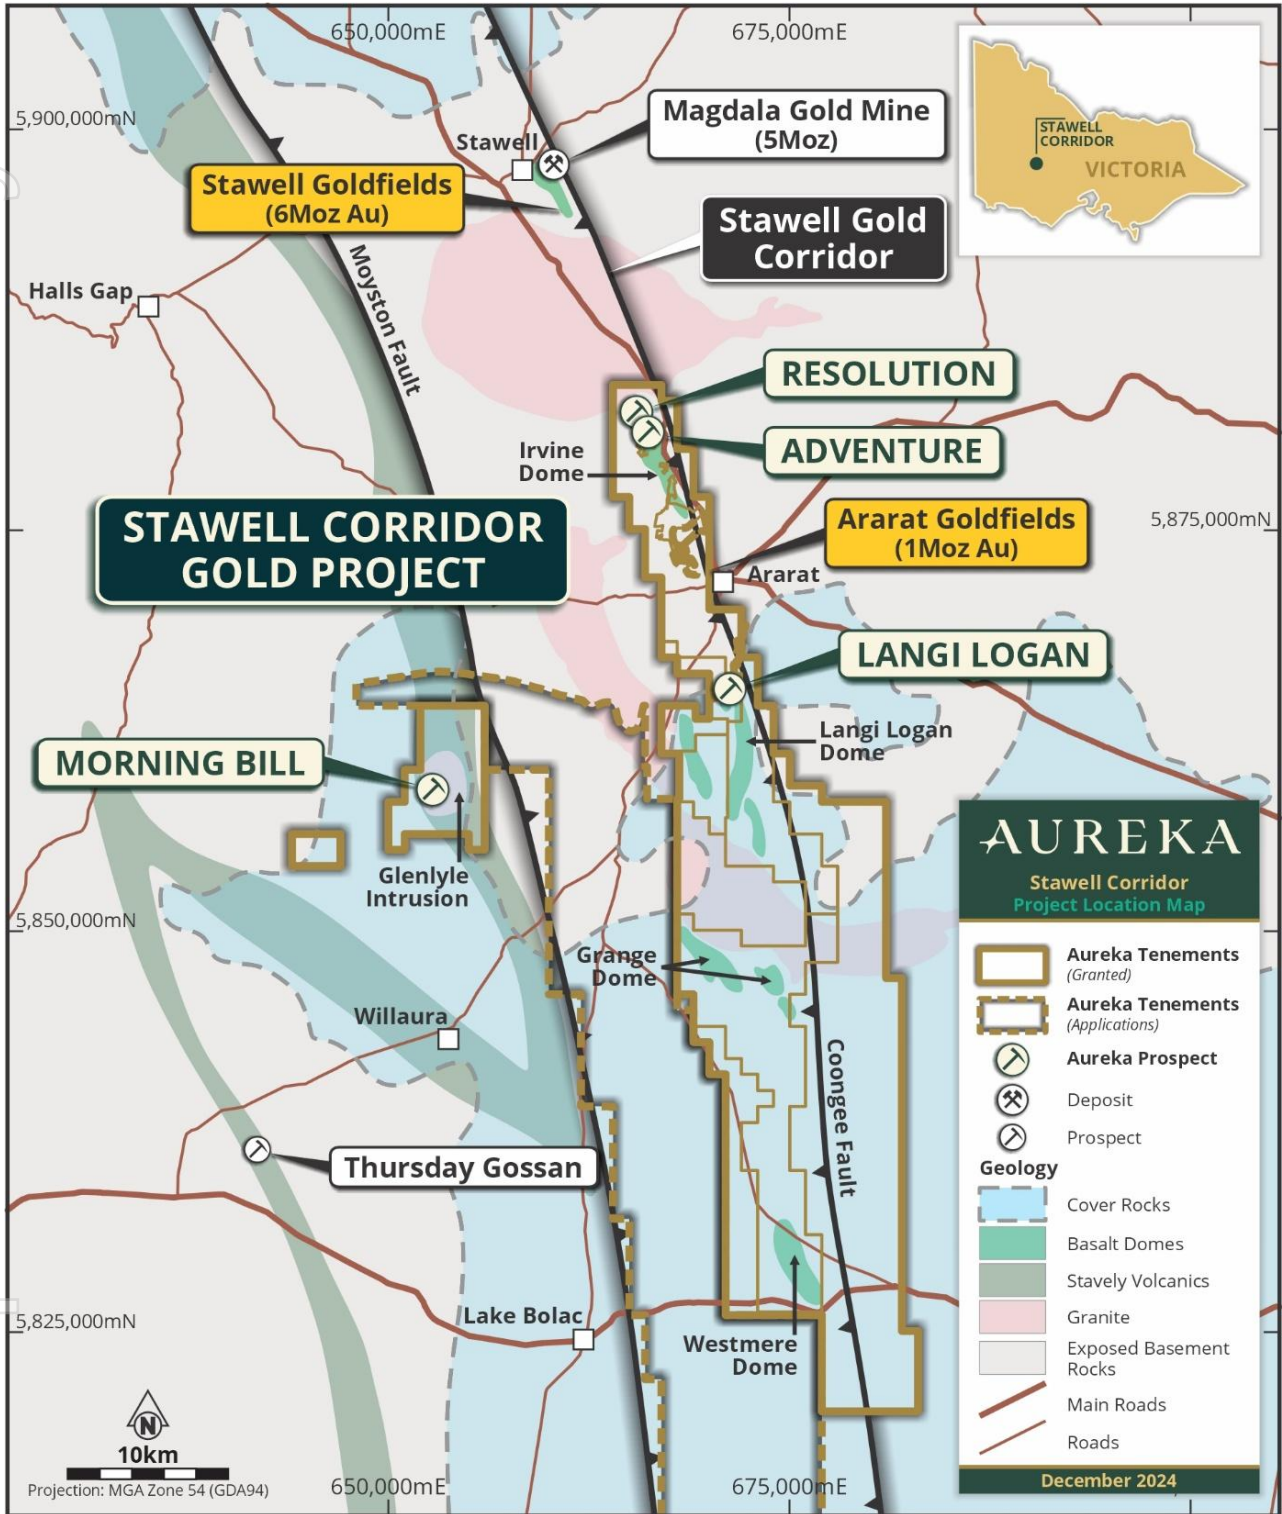 650,000mE
675,000mE
5,900,000mN
Stawell
Magdala Gold Mine
(5Moz)
STAWELL
CORRIDOR
VICTORIA
Stawell Goldfields
(6Moz Au)
Stawell Gold
Corridor
Moyston Fault
Halls Gap
RESOLUTION
ADVENTURE
Irvine
Dome
STAWELL CORRIDOR
GOLD PROJECT
Ararat Goldfields
(1Moz Au)
5,875,000mN
Ararat
LANGI LOGAN
Langi Logan
Dome
MORNING BILL
Glenlyle
Intrusion
5,850,000mN
Grange
Dome
Willaura
Coongee Fault
Thursday Gossan
Lake Bolac
5,825,000mN
Westmere
Dome
N
10km
Projection: MGA Zone 54 (GDA94)
650,000mE
675,000mE
AUREKA
Stawell Corridor
Project Location Map
Aureka Tenements
(Granted)
Aureka Tenements
(Applications)
Aureka Prospect
Deposit
Prospect
Geology
Cover Rocks
Basalt Domes
Stavely Volcanics
Granite
Exposed Basement
Rocks
Main Roads
Roads
December 2024